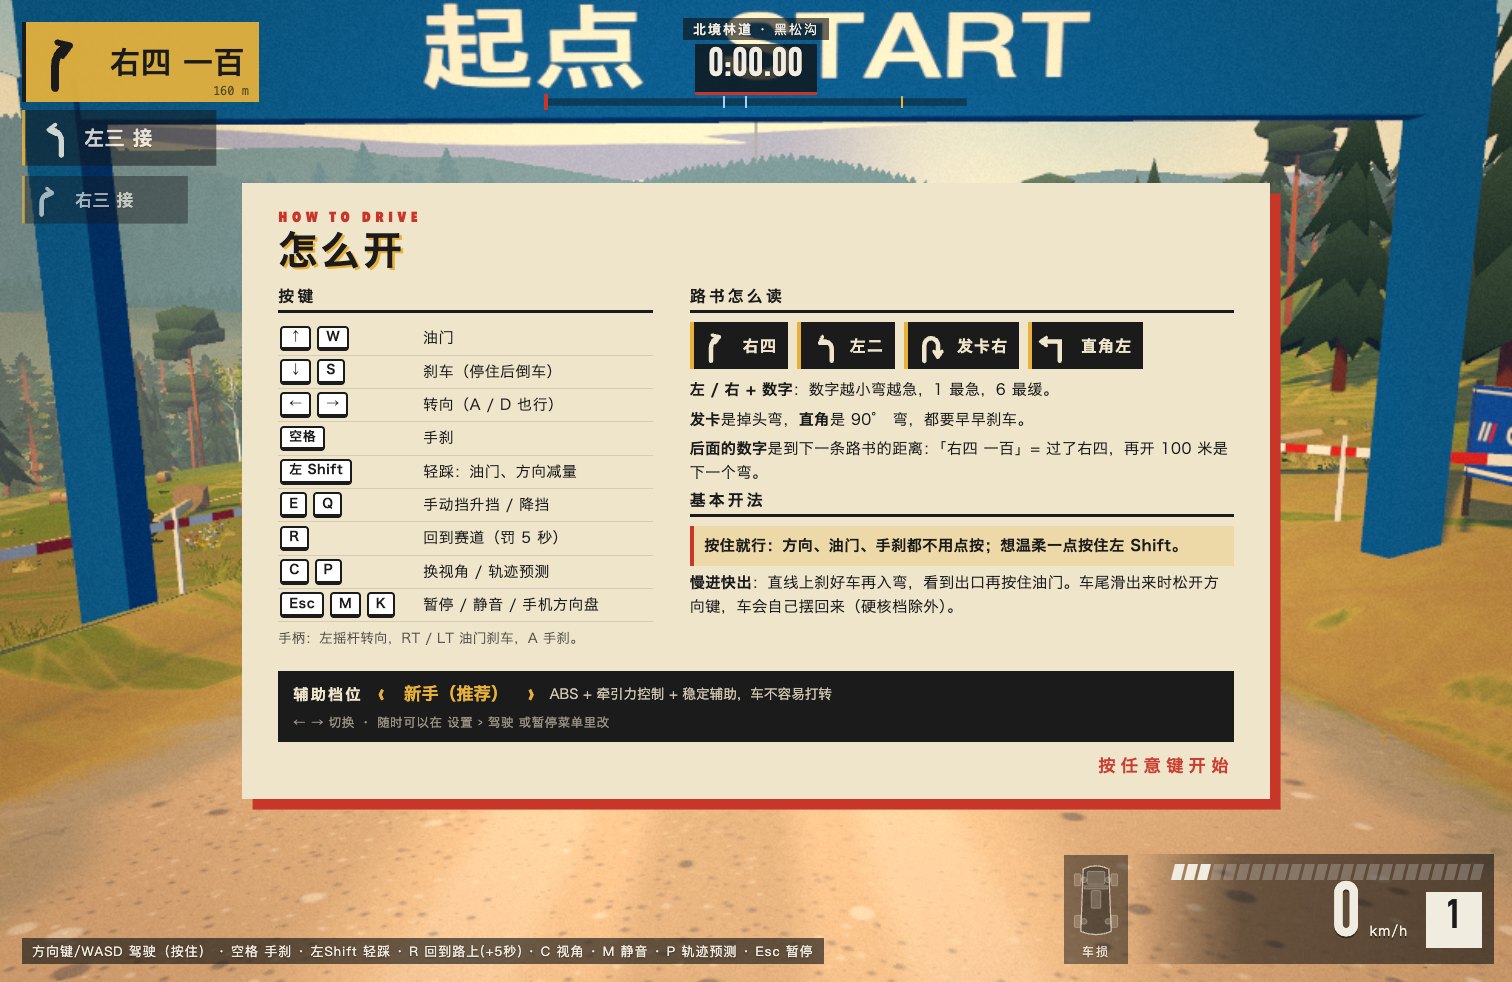 起点 START
北境林道 · 黑松沟
0:00.00
右四 一百
160 m
左三 接
右三 接
HOW TO DRIVE
怎么开
按键
↑ W 油门
↓ S 刹车（停住后倒车）
← → 转向（A / D 也行）
空格 手刹
左 Shift 轻踩：油门、方向减量
E Q 手动挡升挡 / 降挡
R 回到赛道（罚 5 秒）
C P 换视角 / 轨迹预测
Esc M K 暂停 / 静音 / 手机方向盘
手柄：左摇杆转向，RT / LT 油门刹车，A 手刹。
路书怎么读
右四 左二 发卡右 直角左
左 / 右 + 数字：数字越小弯越急，1 最急，6 最缓。
发卡是掉头弯，直角是 90° 弯，都要早早刹车。
后面的数字是到下一条路书的距离：「右四 一百」= 过了右四，再开 100 米是
下一个弯。
基本开法
按住就行：方向、油门、手刹都不用点按；想温柔一点按住左 Shift。
慢进快出：直线上刹好车再入弯，看到出口再按住油门。车尾滑出来时松开方
向键，车会自己摆回来（硬核档除外）。
辅助档位 ‹ 新手（推荐） › ABS + 牵引力控制 + 稳定辅助，车不容易打转
← → 切换 · 随时可以在 设置 › 驾驶 或暂停菜单里改
按任意键开始
车损
0 km/h
1
方向键/WASD 驾驶（按住） · 空格 手刹 · 左Shift 轻踩 · R 回到路上(+5秒) · C 视角 · M 静音 · P 轨迹预测 · Esc 暂停